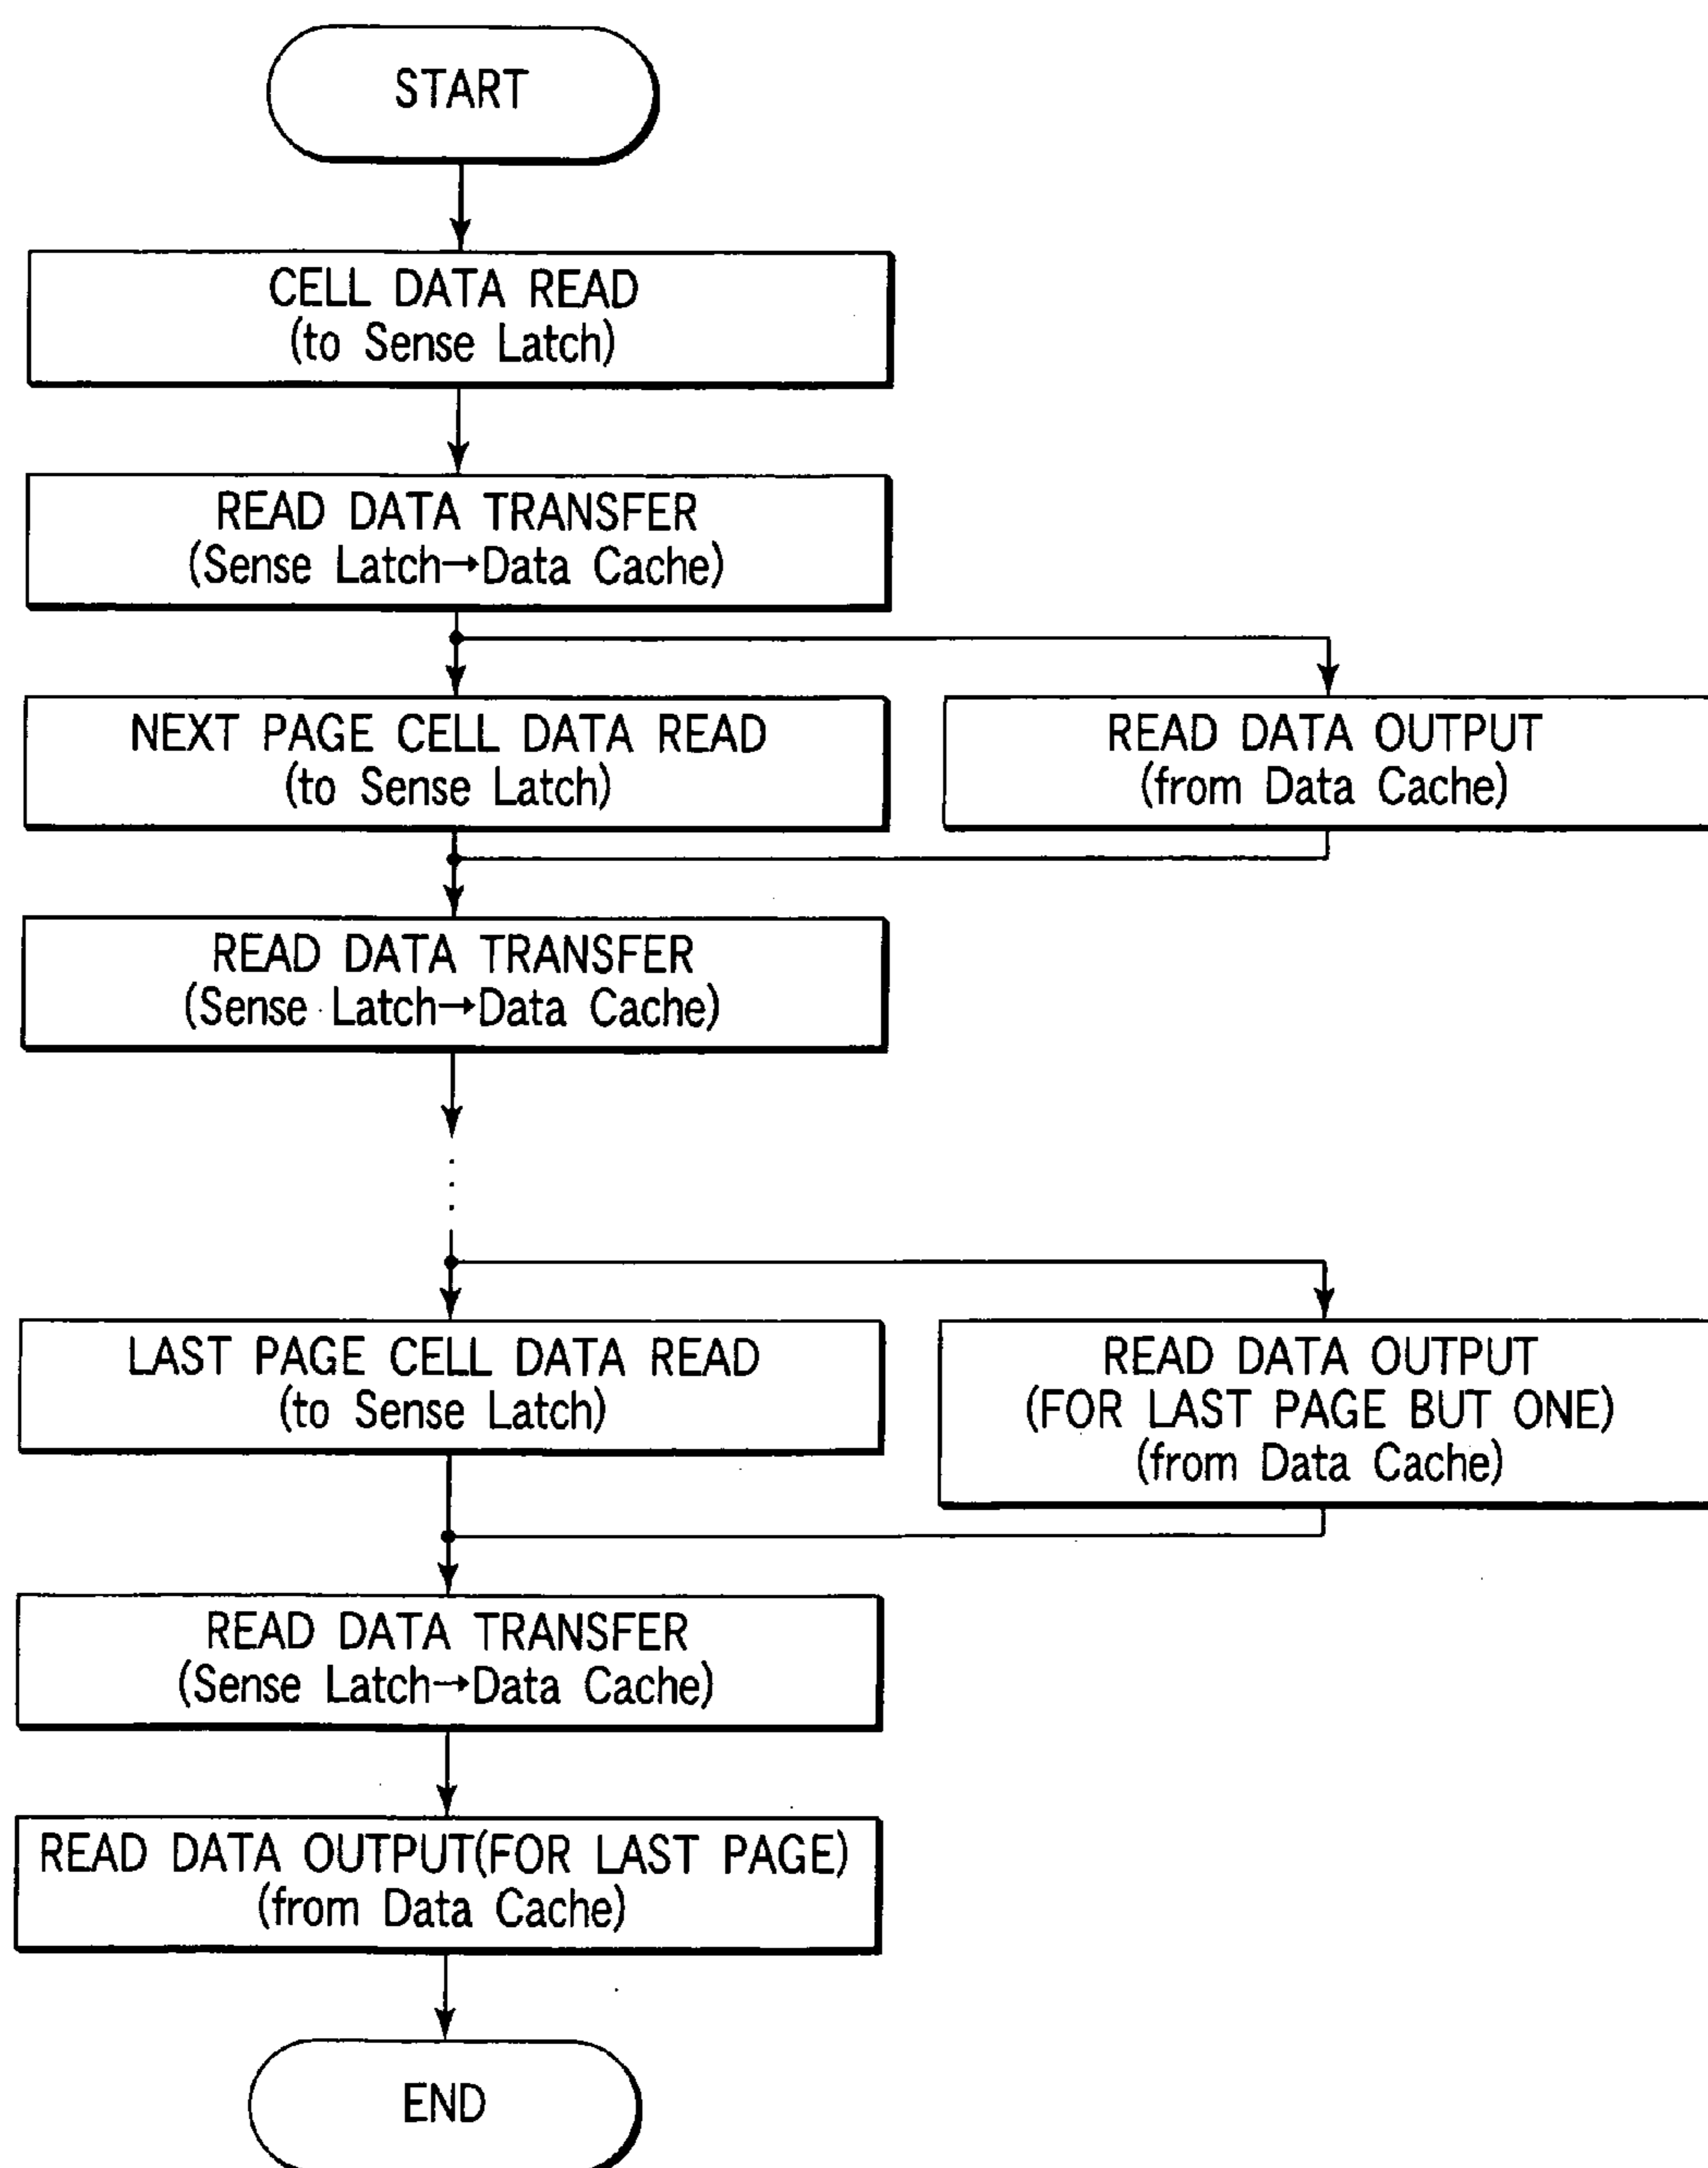 START
CELL DATA READ
(to Sense Latch)
READ DATA TRANSFER
(Sense Latch→Data Cache)
NEXT PAGE CELL DATA READ
(to Sense Latch)
READ DATA OUTPUT
(from Data Cache)
READ DATA TRANSFER
(Sense Latch→Data Cache)
LAST PAGE CELL DATA READ
(to Sense Latch)
READ DATA OUTPUT
(FOR LAST PAGE BUT ONE)
(from Data Cache)
READ DATA TRANSFER
(Sense Latch→Data Cache)
READ DATA OUTPUT(FOR LAST PAGE)
(from Data Cache)
END